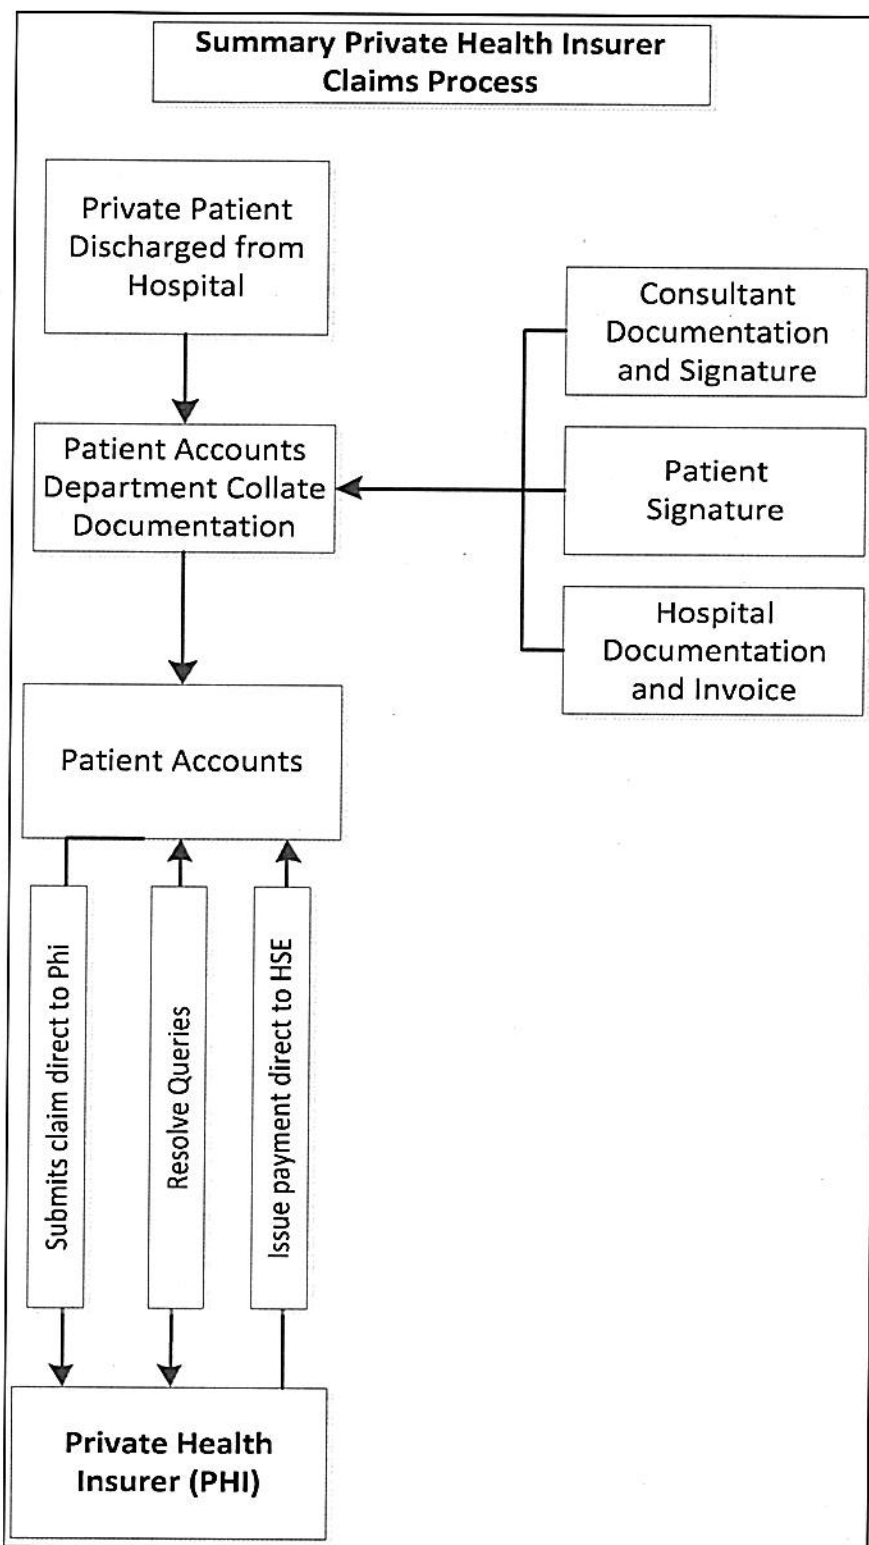 Summary Private Health Insurer
Claims Process
Private Patient
Discharged from
Hospital
Consultant
Documentation
and Signature
Patient Accounts
Department Collate
Documentation
Patient
Signature
Hospital
Documentation
and Invoice
Patient Accounts
Submits claim direct to Phi
Resolve Queries
Issue payment direct to HSE
Private Health
Insurer (PHI)